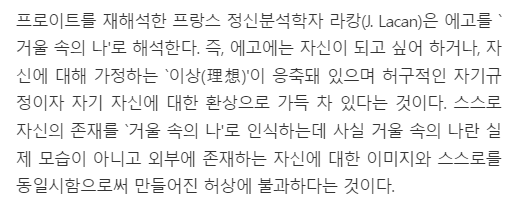 프로이트를 재해석한 프랑스 정신분석학자 라캉(J. Lacan)은 에고를 `
거울 속의 나'로 해석한다. 즉, 에고에는 자신이 되고 싶어 하거나, 자
신에 대해 가정하는 `이상(理想)'이 응축돼 있으며 허구적인 자기규
정이자 자기 자신에 대한 환상으로 가득 차 있다는 것이다. 스스로
자신의 존재를 `거울 속의 나'로 인식하는데 사실 거울 속의 나란 실
제 모습이 아니고 외부에 존재하는 자신에 대한 이미지와 스스로를
동일시함으로써 만들어진 허상에 불과하다는 것이다.